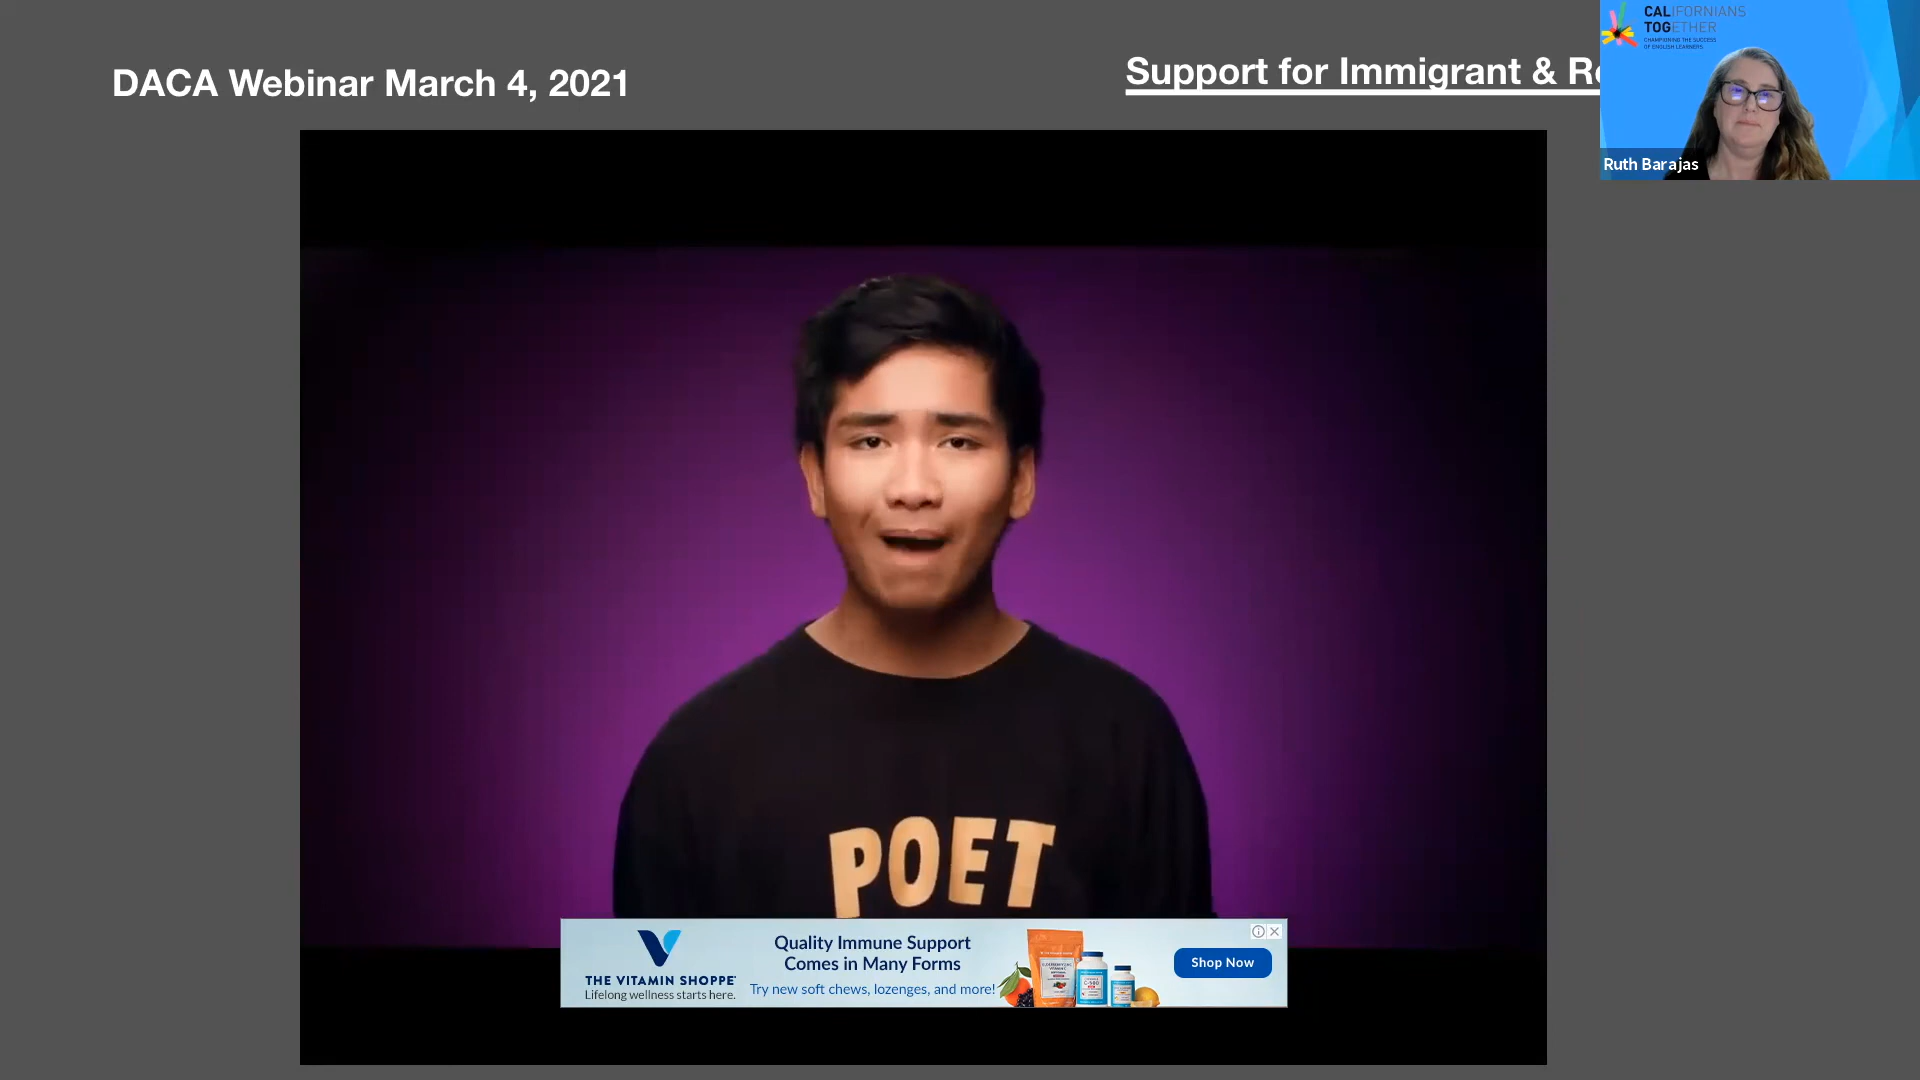 DACA Webinar March 4, 2021
Support for Immigrant &
CALIFORNIANS
TOGETHER
CHAMPIONING THE SUCCESS
OF ENGLISH LEARNERS
Ruth Barajas
POET
THE VITAMIN SHOPPE
Lifelong wellness starts here.
Quality Immune Support
Comes in Many Forms
Try new soft chews, lozenges, and more!
C-500
Shop Now